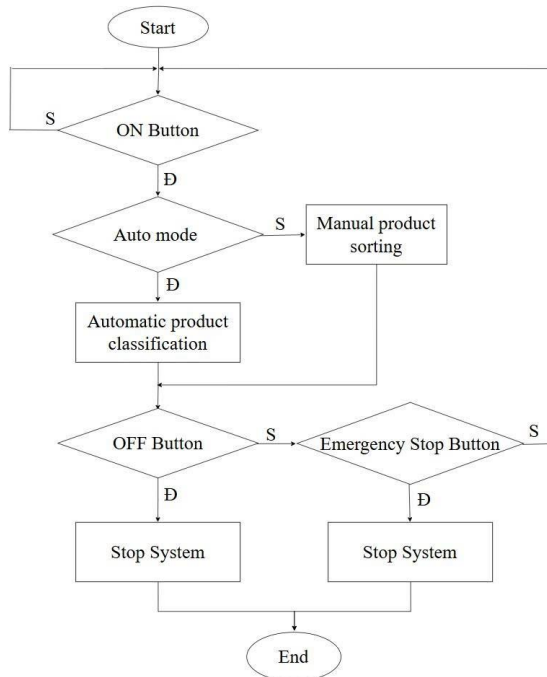 Start
S
ON Button
Đ
Auto mode
S
Manual product
sorting
Đ
Automatic product
classification
OFF Button
S
Emergency Stop Button
S
Đ
Đ
Stop System
Stop System
End